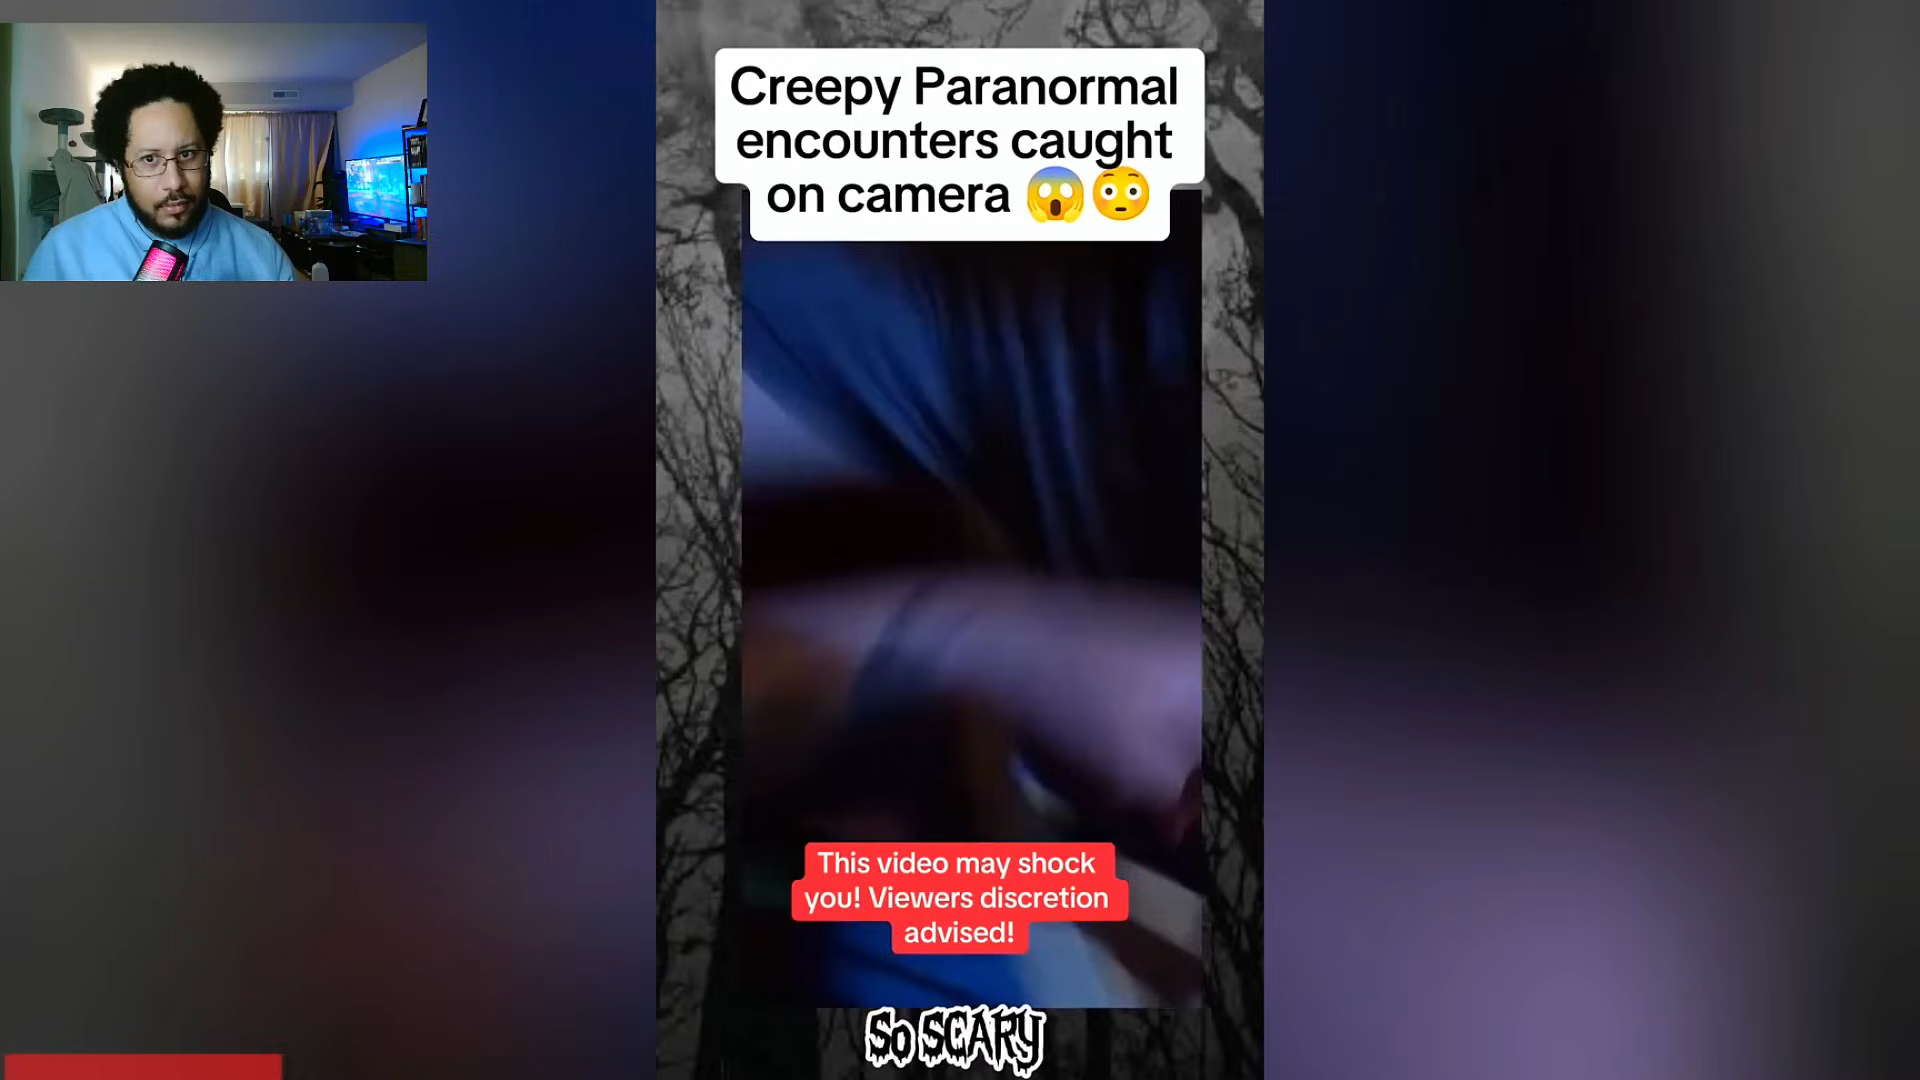 Creepy Paranormal
encounters caught
on camera 😱😳
This video may shock
you! Viewers discretion
advised!
So SCARY